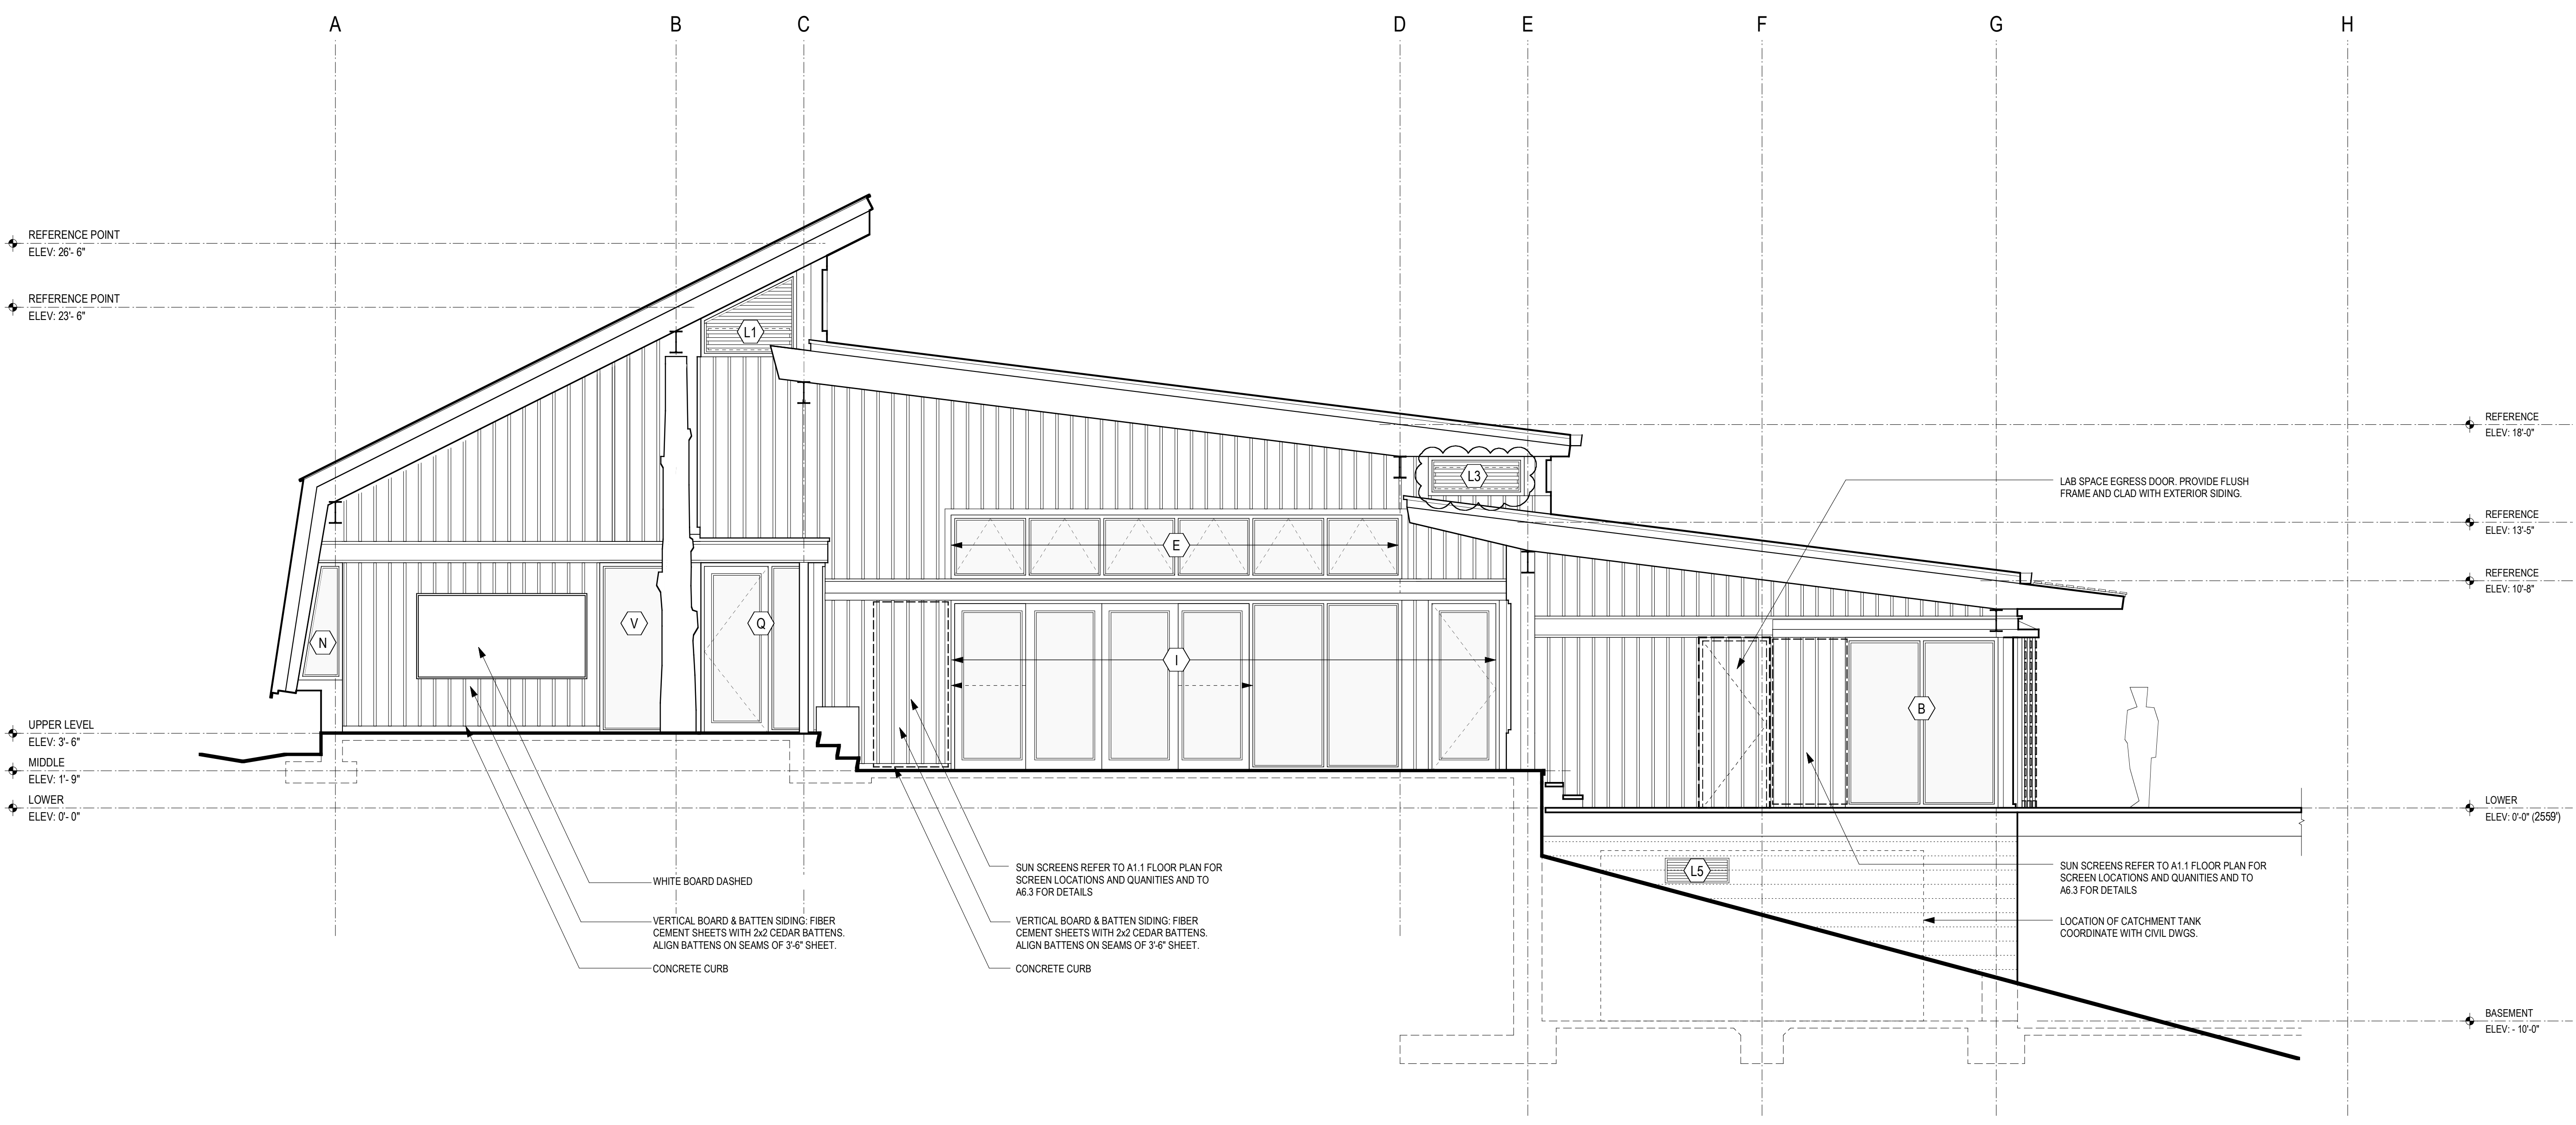 A B C D E F G H
REFERENCE POINT
ELEV: 26'- 6"
REFERENCE POINT
ELEV: 23'- 6"
L1
REFERENCE
ELEV: 18'-0"
L3
LAB SPACE EGRESS DOOR. PROVIDE FLUSH
FRAME AND CLAD WITH EXTERIOR SIDING.
REFERENCE
ELEV: 13'-5"
E
REFERENCE
ELEV: 10'-8"
N
V
Q
I
B
UPPER LEVEL
ELEV: 3'- 6"
MIDDLE
ELEV: 1'- 9"
LOWER
ELEV: 0'- 0"
LOWER
ELEV: 0'-0" (2559')
L5
WHITE BOARD DASHED
VERTICAL BOARD & BATTEN SIDING: FIBER
CEMENT SHEETS WITH 2x2 CEDAR BATTENS.
ALIGN BATTENS ON SEAMS OF 3'-6" SHEET.
CONCRETE CURB
SUN SCREENS REFER TO A1.1 FLOOR PLAN FOR
SCREEN LOCATIONS AND QUANITIES AND TO
A6.3 FOR DETAILS
VERTICAL BOARD & BATTEN SIDING: FIBER
CEMENT SHEETS WITH 2x2 CEDAR BATTENS.
ALIGN BATTENS ON SEAMS OF 3'-6" SHEET.
CONCRETE CURB
SUN SCREENS REFER TO A1.1 FLOOR PLAN FOR
SCREEN LOCATIONS AND QUANITIES AND TO
A6.3 FOR DETAILS
LOCATION OF CATCHMENT TANK
COORDINATE WITH CIVIL DWGS.
BASEMENT
ELEV: - 10'-0"